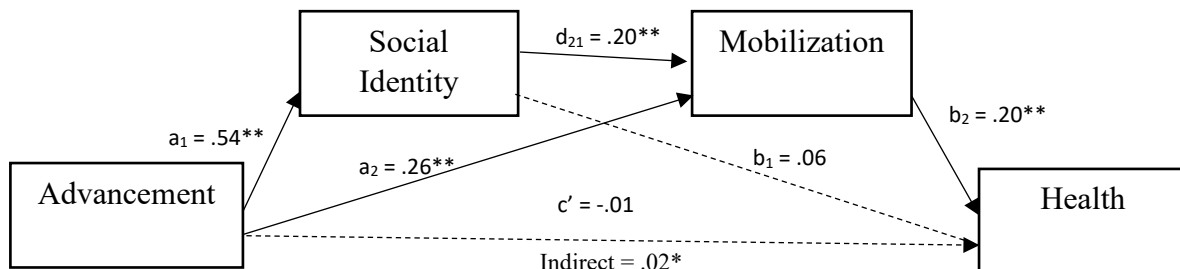 Social
Identity
d21 = .20**
Mobilization
a1 = .54**
a2 = .26**
b1 = .06
b2 = .20**
Advancement
c’ = -.01
Health
Indirect = .02*